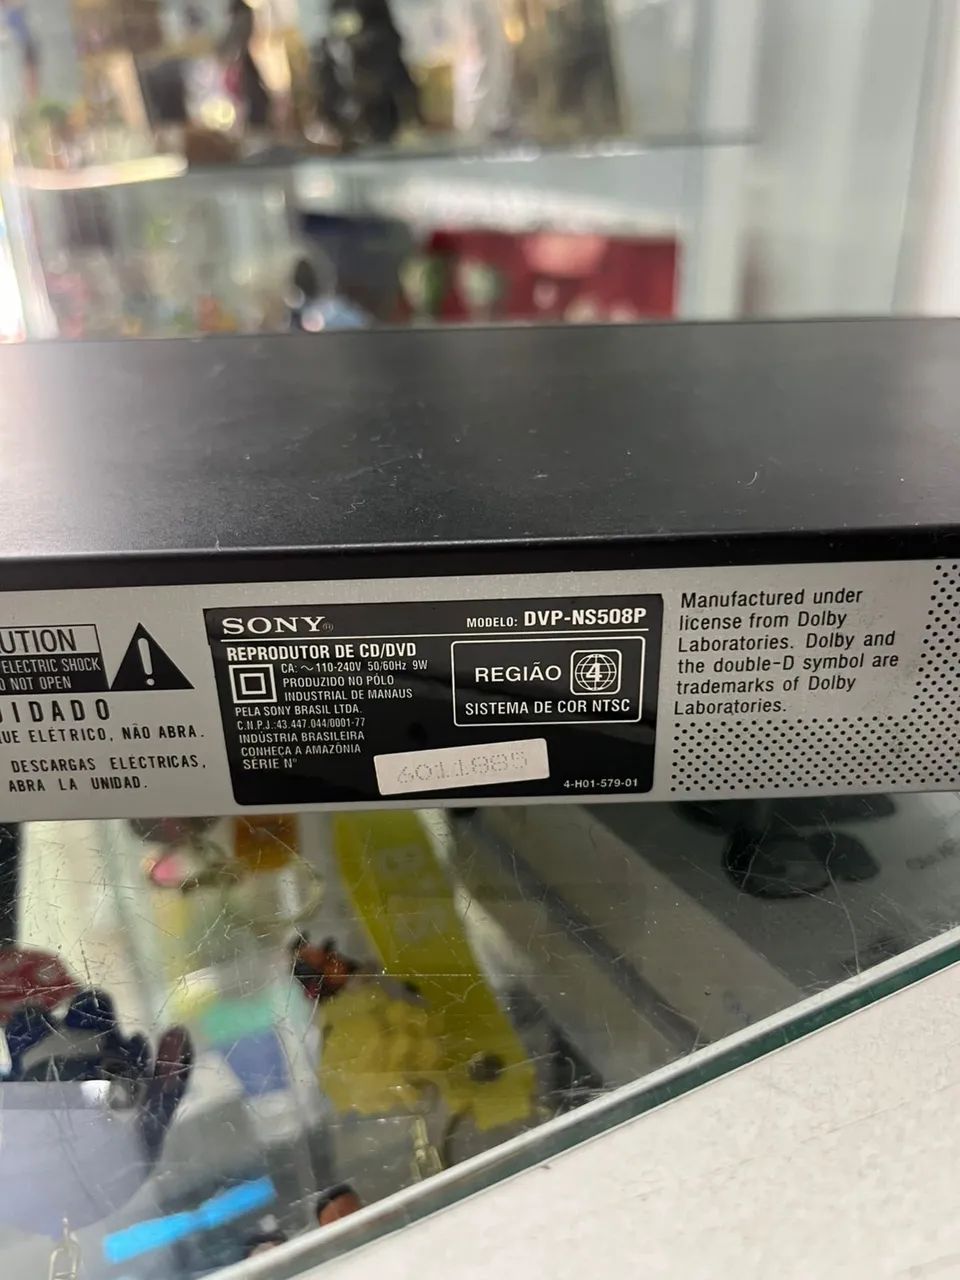 AUTION
ELECTRIC SHOCK
O NOT OPEN
UIDADO
UE ELÉTRICO, NÃO ABRA.
DESCARGAS ELÉCTRICAS,
ABRA LA UNIDAD.
SONY®
MODELO: DVP-NS508P
REPRODUTOR DE CD/DVD
CA: ~ 110-240V 50/60Hz 9W
PRODUZIDO NO PÓLO
INDUSTRIAL DE MANAUS
PELA SONY BRASIL LTDA.
C.N.P.J.:43.447.044/0001-77
INDÚSTRIA BRASILEIRA
CONHEÇA A AMAZÔNIA
SÉRIE Nº
6011885
REGIÃO 4
SISTEMA DE COR NTSC
4-H01-579-01
Manufactured under
license from Dolby
Laboratories. Dolby and
the double-D symbol are
trademarks of Dolby
Laboratories.